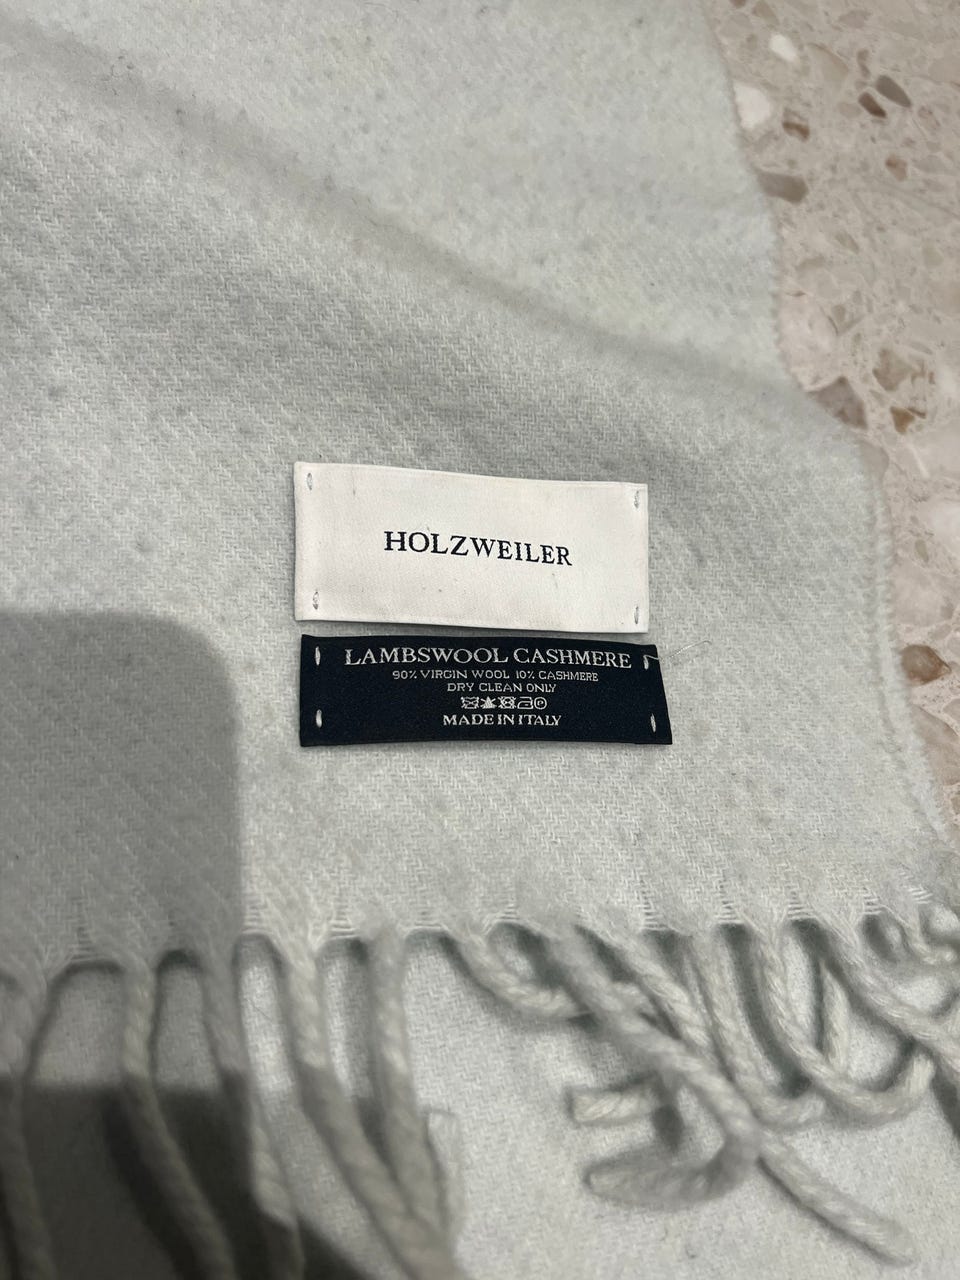 HOLZWEILER
LAMBSWOOL CASHMERE
90% VIRGIN WOOL 10% CASHMERE
DRY CLEAN ONLY
MADE IN ITALY